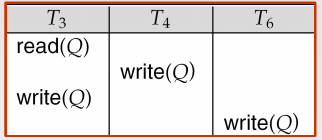 T3 T4 T6
read(Q)
write(Q)
write(Q)
write(Q)